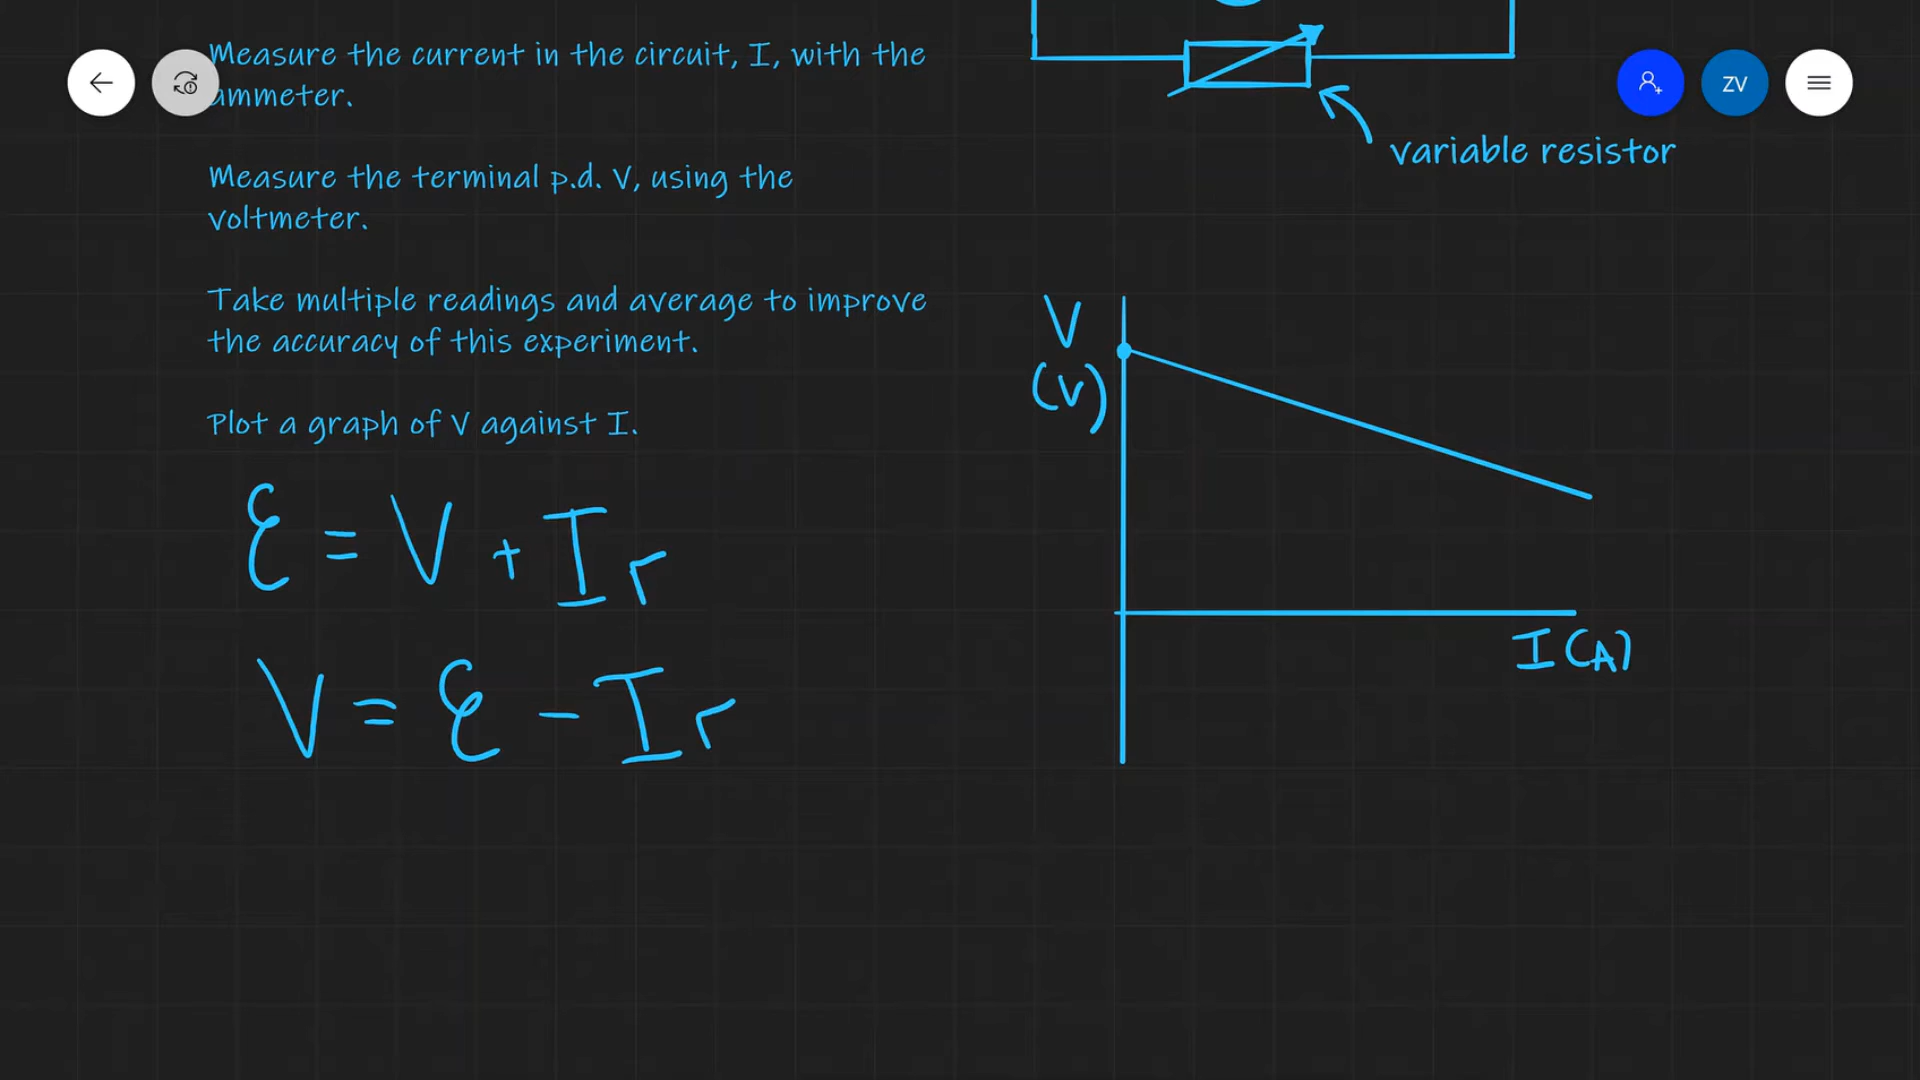 Measure the current in the circuit, I, with the
ammeter.
Measure the terminal p.d. V, using the
voltmeter.
Take multiple readings and average to improve
the accuracy of this experiment.
Plot a graph of V against I.
ℰ = V + Ir
V = ℰ - Ir
ZV
variable resistor
V
(V)
I (A)